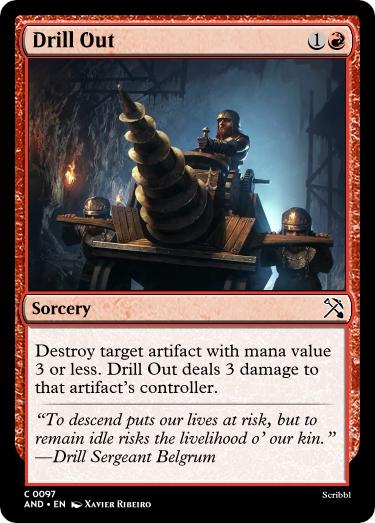 Drill Out 1
Sorcery
Destroy target artifact with mana value
3 or less. Drill Out deals 3 damage to
that artifact’s controller.
“To descend puts our lives at risk, but to
remain idle risks the livelihood o’ our kin.”
—Drill Sergeant Belgrum
C 0097
Scribbl
AND • EN Xavier Ribeiro